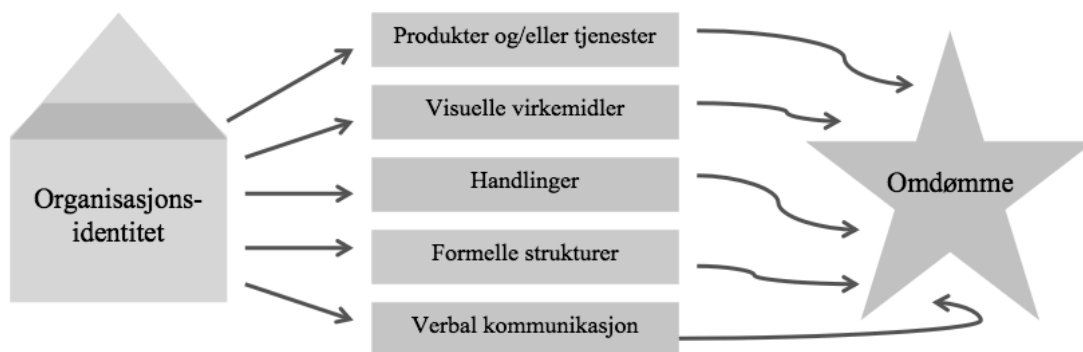 Produkter og/eller tjenester
Visuelle virkemidler
Handlinger
Formelle strukturer
Verbal kommunikasjon
Organisasjons-
identitet
Omdømme